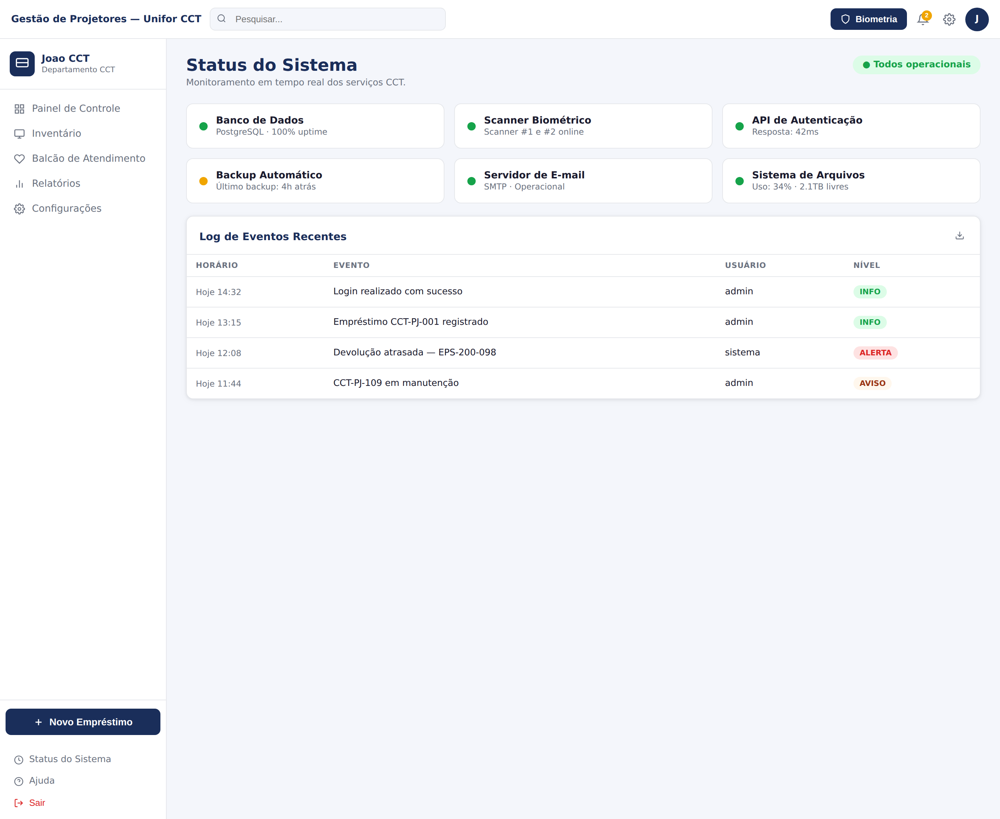 Gestão de Projetores — Unifor CCT
Pesquisar...
Biometria
2
J
Joao CCT
Departamento CCT
Painel de Controle
Inventário
Balcão de Atendimento
Relatórios
Configurações
Novo Empréstimo
Status do Sistema
Ajuda
Sair
Status do Sistema
Monitoramento em tempo real dos serviços CCT.
Todos operacionais
Banco de Dados
PostgreSQL · 100% uptime
Scanner Biométrico
Scanner #1 e #2 online
API de Autenticação
Resposta: 42ms
Backup Automático
Último backup: 4h atrás
Servidor de E-mail
SMTP · Operacional
Sistema de Arquivos
Uso: 34% · 2.1TB livres
Log de Eventos Recentes
HORÁRIO EVENTO USUÁRIO NÍVEL
Hoje 14:32 Login realizado com sucesso admin INFO
Hoje 13:15 Empréstimo CCT-PJ-001 registrado admin INFO
Hoje 12:08 Devolução atrasada — EPS-200-098 sistema ALERTA
Hoje 11:44 CCT-PJ-109 em manutenção admin AVISO